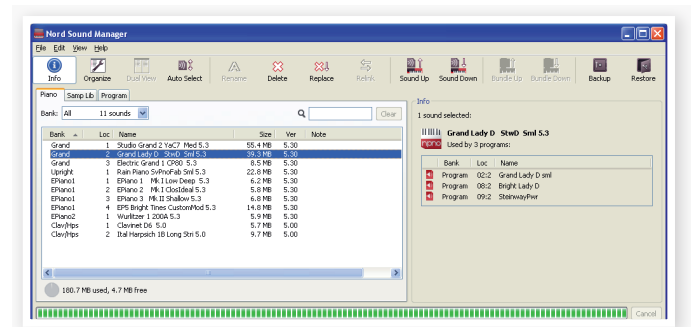 Nord Sound Manager
File Edit View Help
Info Organize Dual View Auto Select Rename Delete Replace Relink Sound Up Sound Down Bundle Up Bundle Down Backup Restore
Piano Samp Lib Program
Bank: All 11 sounds Clear
Bank Loc Name Size Ver Note
Grand 1 Studio Grand 2 YaC7 Med 5.3 55.4 MB 5.30
Grand 2 Grand Lady D StwD Sml 5.3 39.3 MB 5.30
Grand 3 Electric Grand 1 CP80 5.3 8.5 MB 5.30
Upright 1 Rain Piano SvPnoFab Sml 5.3 22.8 MB 5.30
EPiano1 1 EPiano 1 Mk I Low Deep 5.3 6.2 MB 5.30
EPiano1 2 EPiano 2 Mk I ClosIdeal 5.3 5.8 MB 5.30
EPiano1 3 EPiano 3 Mk II Shallow 5.3 6.8 MB 5.30
EPiano1 4 EP5 Bright Tines CustomMod 5.3 14.8 MB 5.30
EPiano2 1 Wurlitzer 1 200A 5.3 5.9 MB 5.30
Clav/Hps 1 Clavinet D6 5.0 5.7 MB 5.00
Clav/Hps 2 Ital Harpsich 1B Long Stri 5.0 9.7 MB 5.00
180.7 MB used, 4.7 MB free
Info
1 sound selected:
Grand Lady D StwD Sml 5.3
npno Used by 3 programs:
Bank Loc Name
Program 02:2 Grand Lady D sml
Program 08:2 Bright Lady D
Program 09:2 SteinwayPwr
Cancel